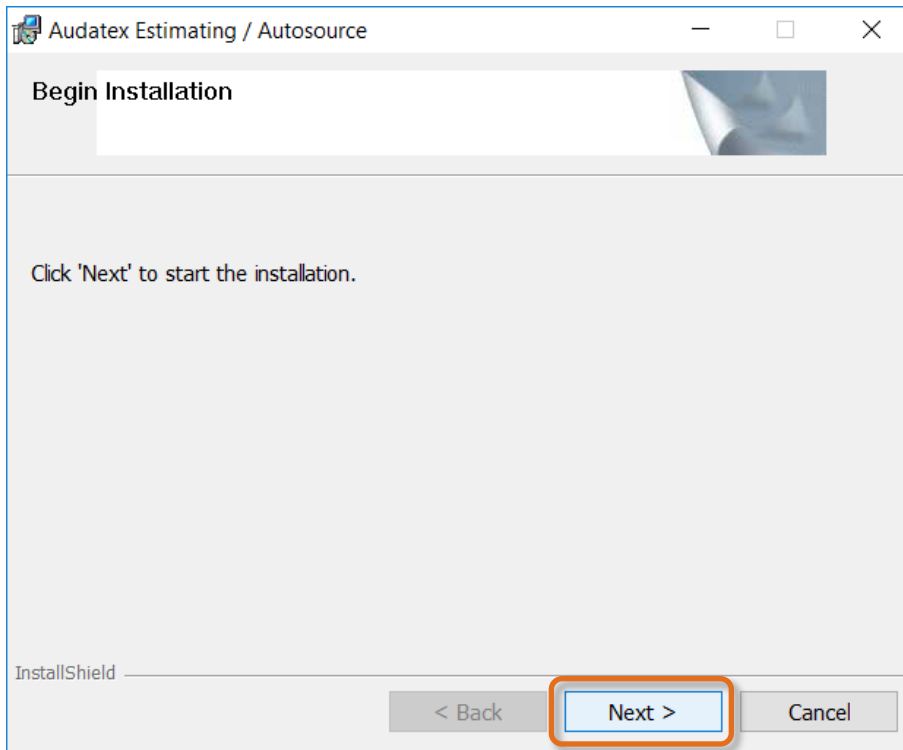 Audatex Estimating / Autosource
Begin Installation
Click 'Next' to start the installation.
InstallShield
< Back Next > Cancel